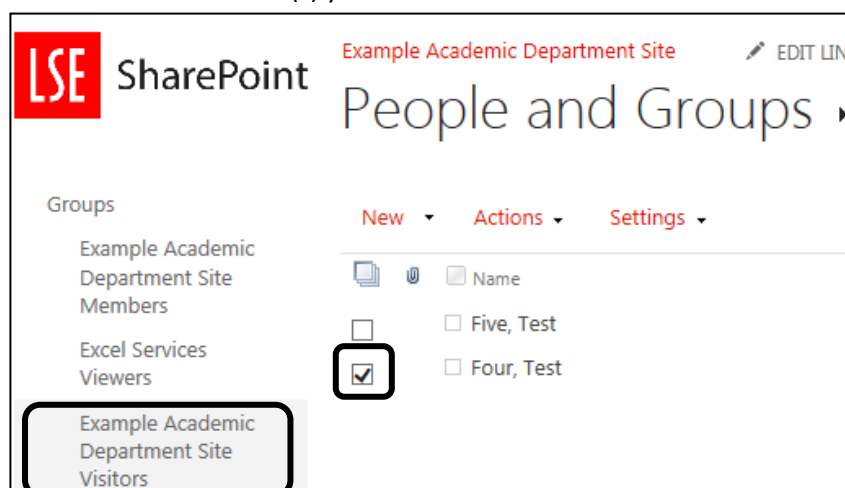 LSE SharePoint
Example Academic Department Site
EDIT LIN
People and Groups
Groups
Example Academic
Department Site
Members
Excel Services
Viewers
Example Academic
Department Site
Visitors
New Actions Settings
Name
Five, Test
Four, Test